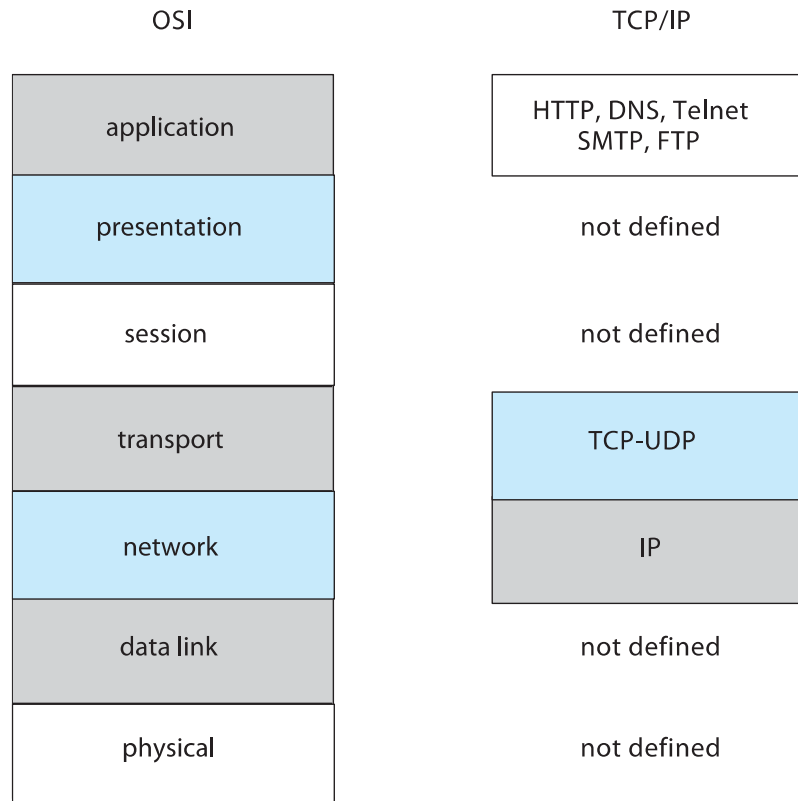 OSI
TCP/IP
application
HTTP, DNS, Telnet
SMTP, FTP
presentation
not defined
session
not defined
transport
TCP-UDP
network
IP
data link
not defined
physical
not defined